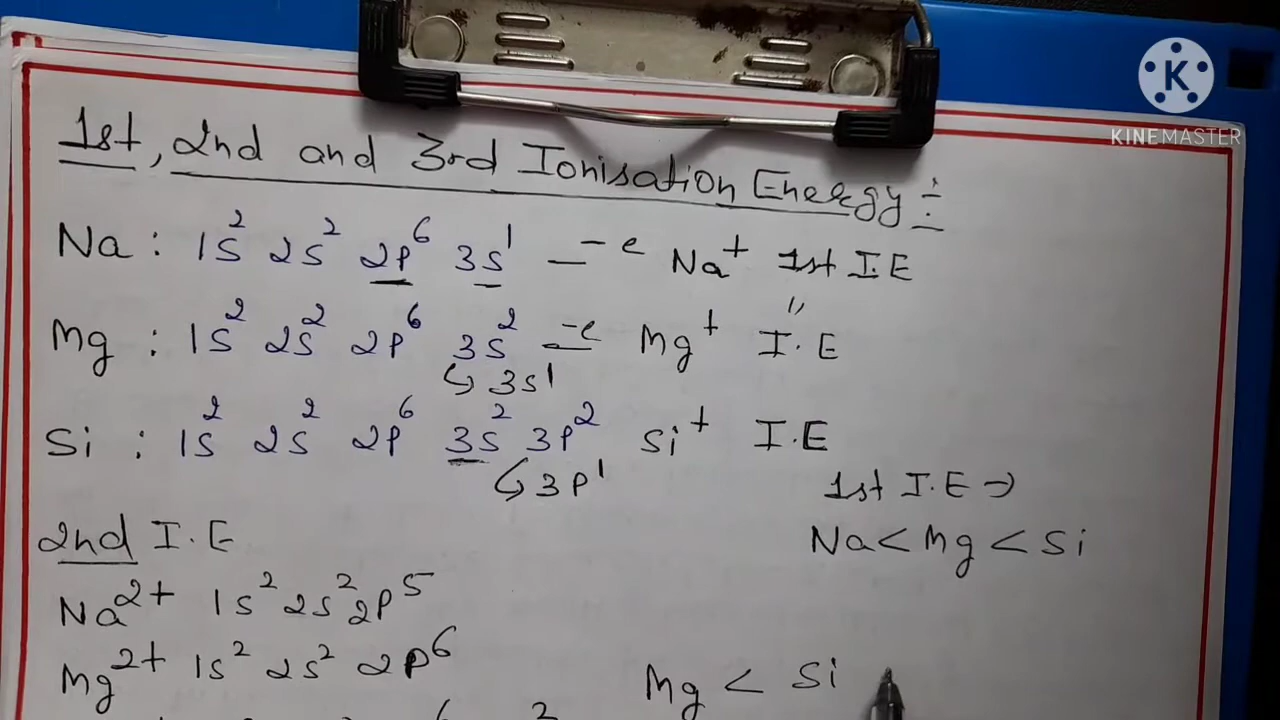 K
KINEMASTER
1st, 2nd and 3rd Ionisation Energy :-
Na : 1s² 2s² 2p⁶ 3s¹ —⁻ᵉ Na⁺ 1st I.E
Mg : 1s² 2s² 2p⁶ 3s² —⁻ᵉ Mg⁺ " I.E
↳ 3s¹
Si : 1s² 2s² 2p⁶ 3s² 3p² Si⁺ I.E
↳ 3p¹
1st I.E →
Na < Mg < Si
2nd I.E
Na²⁺ 1s² 2s² 2p⁵
Mg²⁺ 1s² 2s² 2p⁶
Mg < Si